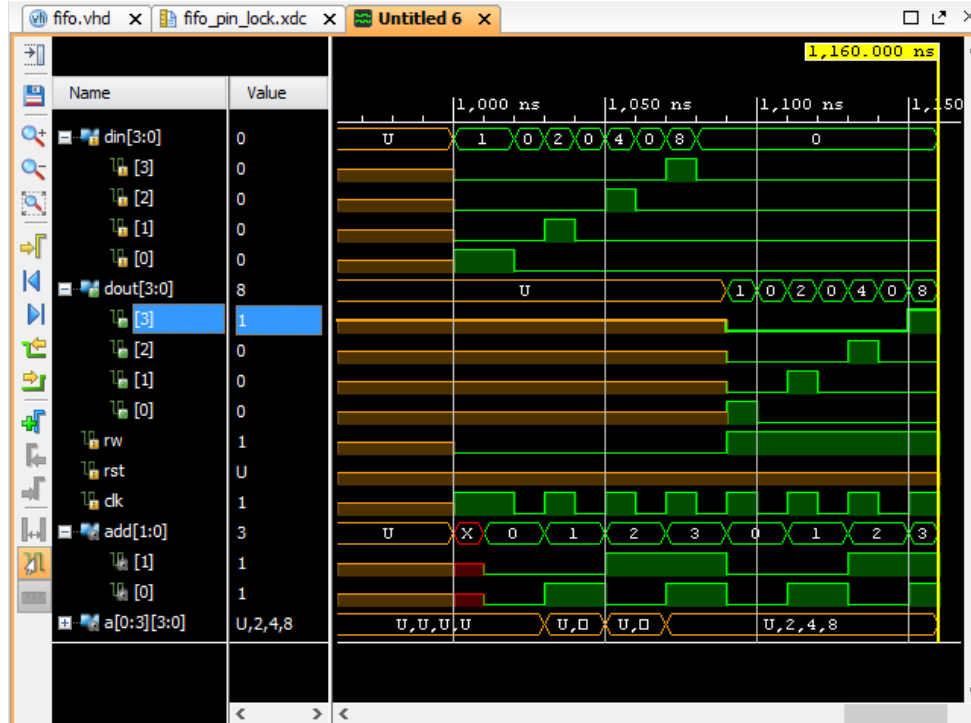 fifo.vhd fifo_pin_lock.xdc Untitled 6
1,160.000 ns
Name Value
1,000 ns 1,050 ns 1,100 ns 1,150
din[3:0] 0 U 1 0 2 0 4 0 8 0
[3] 0
[2] 0
[1] 0
[0] 0
dout[3:0] 8 U 1 0 2 0 4 0 8
[3] 1
[2] 0
[1] 0
[0] 0
rw 1
rst U
clk 1
add[1:0] 3 U X 0 1 2 3 0 1 2 3
[1] 1
[0] 1
a[0:3][3:0] U,2,4,8 U,U,U,U U,□ U,□ U,2,4,8